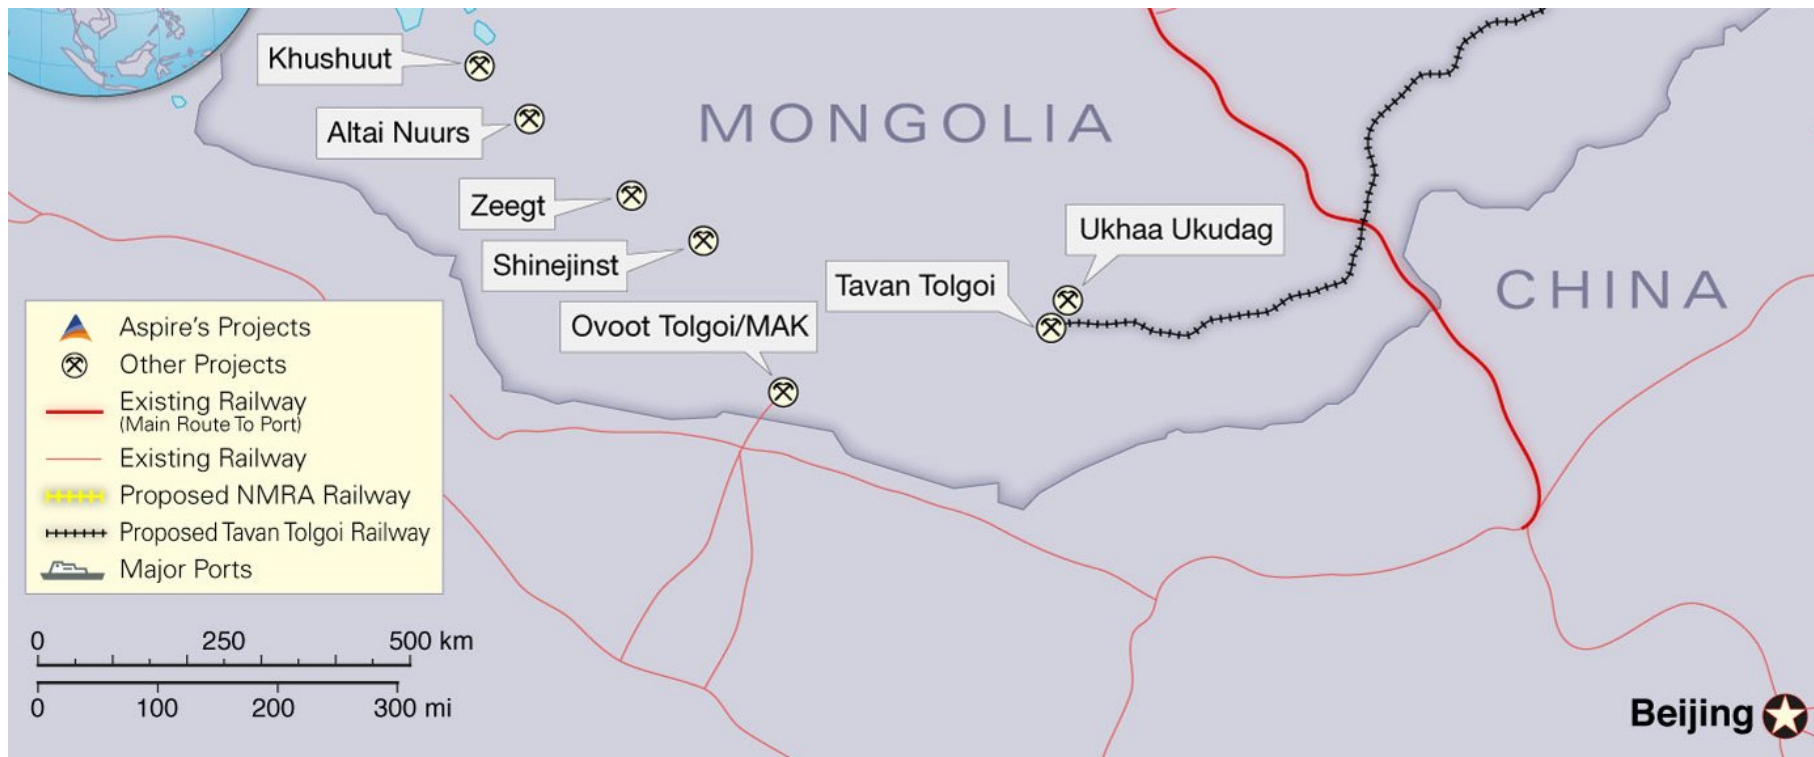 Khushuut
MONGOLIA
Altai Nuurs
Zeegt
Ukhaa Ukudag
Shinejinst
Tavan Tolgoi
CHINA
Ovoot Tolgoi/MAK
Aspire's Projects
Other Projects
Existing Railway
(Main Route To Port)
Existing Railway
Proposed NMRA Railway
Proposed Tavan Tolgoi Railway
Major Ports
0 250 500 km
0 100 200 300 mi
Beijing